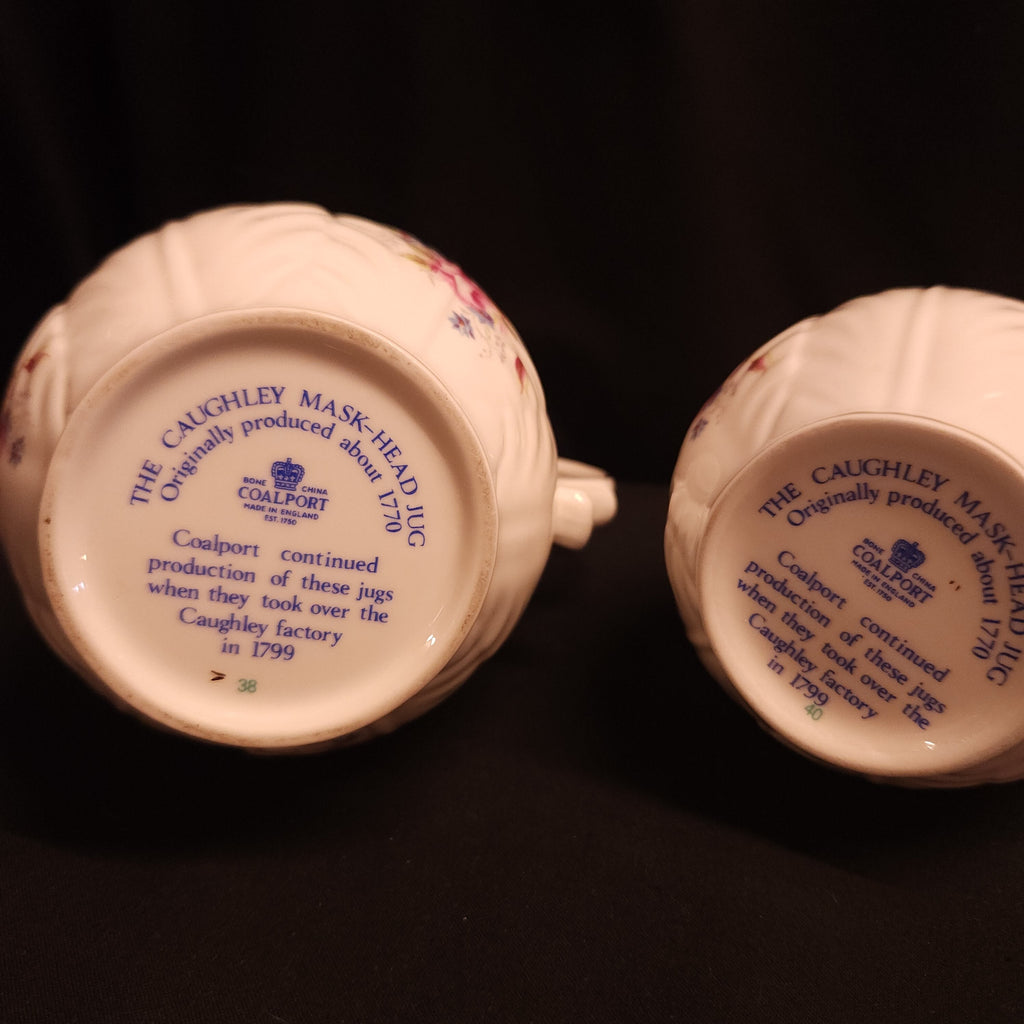 THE CAUGHLEY MASK-HEAD JUG
Originally produced about 1770
BONE CHINA
COALPORT
MADE IN ENGLAND
EST. 1750
Coalport continued
production of these jugs
when they took over the
Caughley factory
in 1799
38
THE CAUGHLEY MASK-HEAD JUG
Originally produced about 1770
BONE CHINA
COALPORT
MADE IN ENGLAND
EST. 1750
Coalport continued
production of these jugs
when they took over the
Caughley factory
in 1799
40